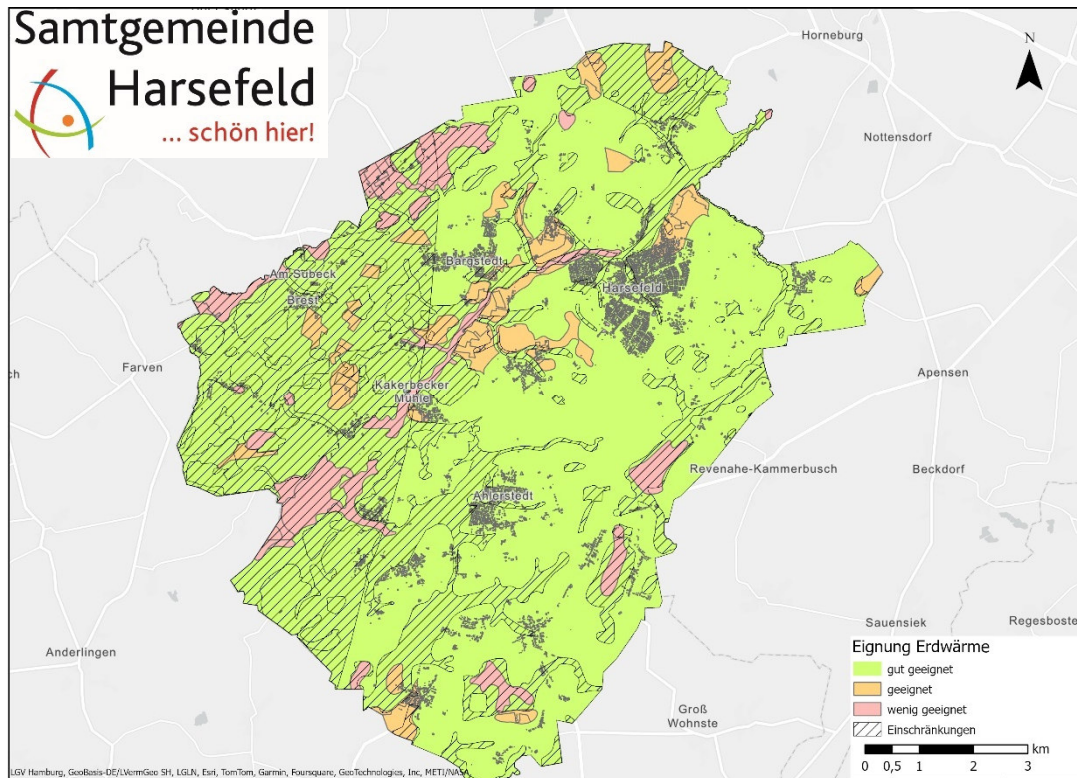 Samtgemeinde
Harsefeld
... schön hier!
Horneburg
N
Nottensdorf
Bargstedt
Am Sübeck
Harsefeld
Brest
Farven
Kakerbecker
Mühle
Apensen
Revenahe-Kammerbusch
Beckdorf
Ahlerstedt
Sauensiek
Regesbostel
Anderlingen
Groß
Wohnste
Eignung Erdwärme
gut geeignet
geeignet
wenig geeignet
Einschränkungen
km
0 0,5 1 2 3
LGV Hamburg, GeoBasis-DE/LVermGeo SH, LGLN, Esri, TomTom, Garmin, Foursquare, GeoTechnologies, Inc, METI/NASA